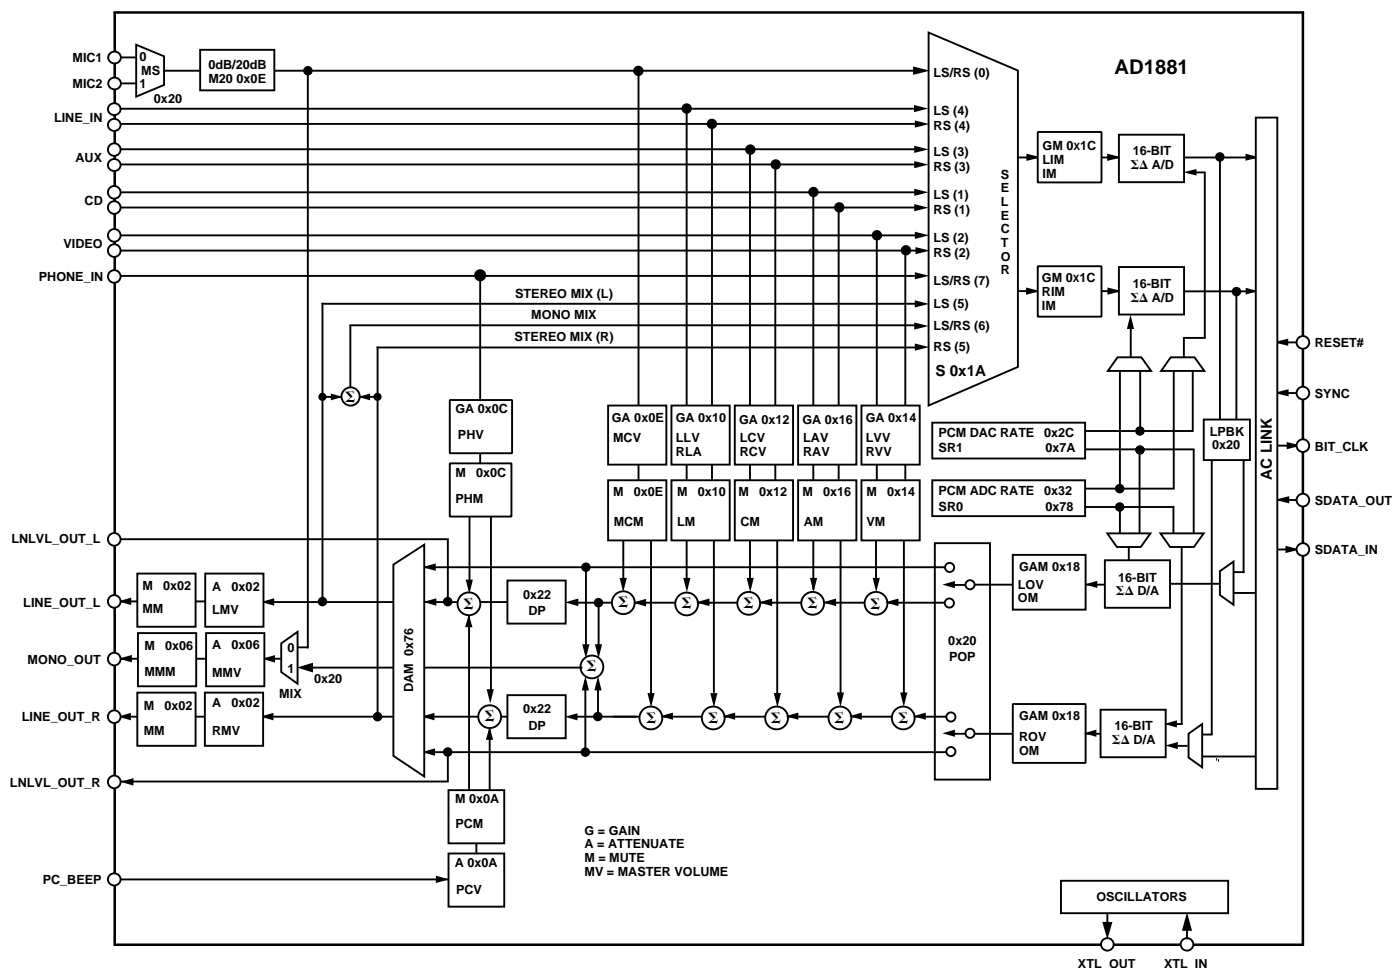 AD1881
MIC1
MIC2
0
MS
1
0x20
0dB/20dB
M20 0x0E
LINE_IN
AUX
CD
VIDEO
PHONE_IN
STEREO MIX (L)
MONO MIX
STEREO MIX (R)
LS/RS (0)
LS (4)
RS (4)
LS (3)
RS (3)
LS (1)
RS (1)
LS (2)
RS (2)
LS/RS (7)
LS (5)
LS/RS (6)
RS (5)
SELECTOR
S 0x1A
GM 0x1C
LIM
IM
16-BIT
ΣΔ A/D
GM 0x1C
RIM
IM
16-BIT
ΣΔ A/D
RESET#
SYNC
BIT_CLK
SDATA_OUT
SDATA_IN
AC LINK
LPBK
0x20
PCM DAC RATE 0x2C
SR1 0x7A
PCM ADC RATE 0x32
SR0 0x78
Σ
GA 0x0C
PHV
M 0x0C
PHM
GA 0x0E
MCV
GA 0x10
LLV
RLA
GA 0x12
LCV
RCV
GA 0x16
LAV
RAV
GA 0x14
LVV
RVV
M 0x0E
MCM
M 0x10
LM
M 0x12
CM
M 0x16
AM
M 0x14
VM
LNLVL_OUT_L
LINE_OUT_L
MONO_OUT
LINE_OUT_R
LNLVL_OUT_R
PC_BEEP
M 0x02
MM
A 0x02
LMV
M 0x06
MMM
A 0x06
MMV
M 0x02
MM
A 0x02
RMV
0
1
MIX
0x20
DAM 0x76
Σ
0x22
DP
Σ
Σ
Σ
Σ
Σ
Σ
Σ
0x22
DP
Σ
Σ
Σ
Σ
Σ
0x20
POP
GAM 0x18
LOV
OM
16-BIT
ΣΔ D/A
GAM 0x18
ROV
OM
16-BIT
ΣΔ D/A
M 0x0A
PCM
A 0x0A
PCV
G = GAIN
A = ATTENUATE
M = MUTE
MV = MASTER VOLUME
OSCILLATORS
XTL_OUT
XTL_IN